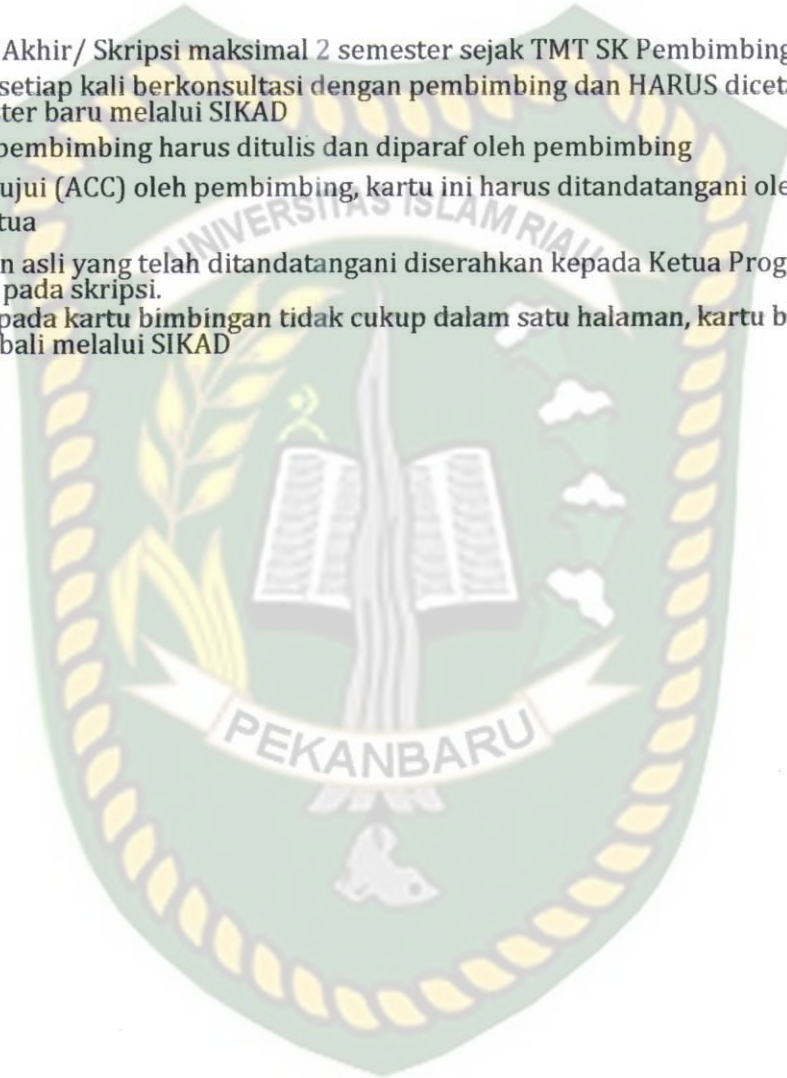 Akhir/ Skripsi maksimal 2 semester sejak TMT SK Pembimbing
setiap kali berkonsultasi dengan pembimbing dan HARUS dicet
ter baru melalui SIKAD
pembimbing harus ditulis dan diparaf oleh pembimbing
ujui (ACC) oleh pembimbing, kartu ini harus ditandatangani ole
tua
n asli yang telah ditandatangani diserahkan kepada Ketua Prog
pada skripsi.
pada kartu bimbingan tidak cukup dalam satu halaman, kartu b
bali melalui SIKAD
UNIVERSITAS ISLAM RIAU
PEKANBARU